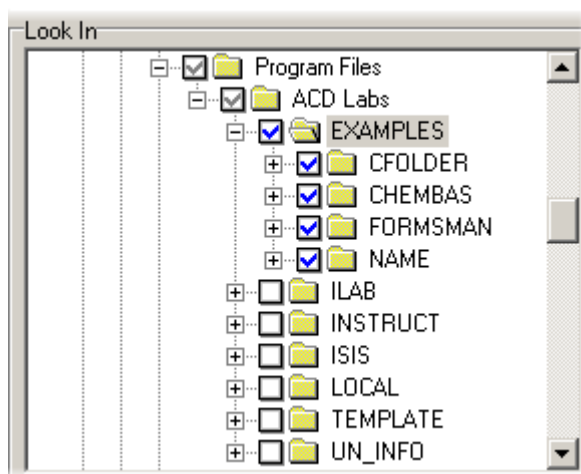 Look In
Program Files
ACD Labs
EXAMPLES
CFOLDER
CHEMBAS
FORMSMAN
NAME
ILAB
INSTRUCT
ISIS
LOCAL
TEMPLATE
UN_INFO